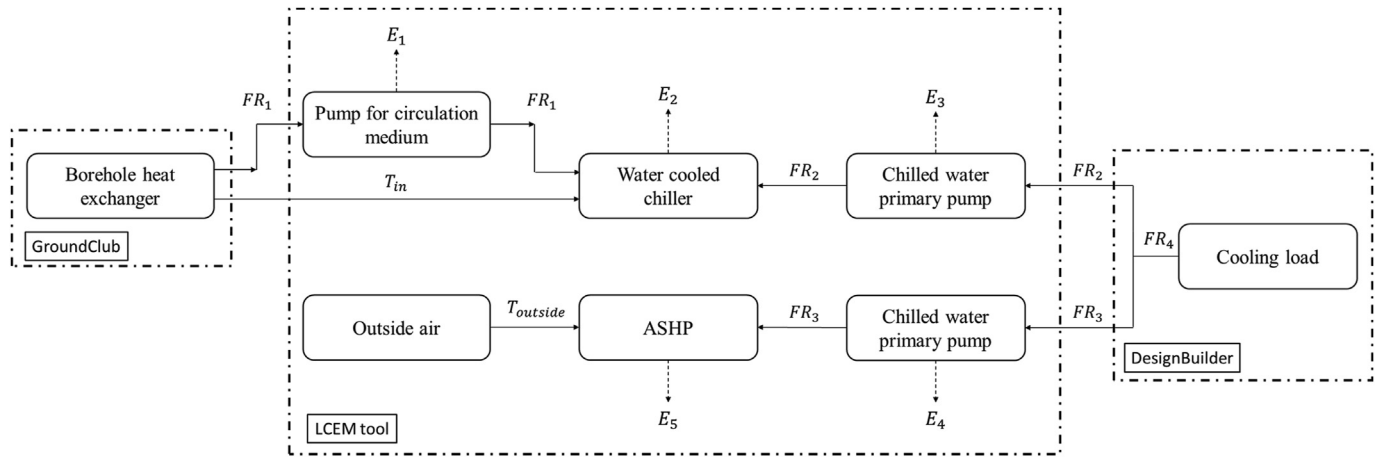 E₁
FR₁
Pump for circulation
medium
FR₁
E₂
E₃
Borehole heat
exchanger
T_in
Water cooled
chiller
FR₂
Chilled water
primary pump
FR₂
GroundClub
FR₄
Cooling load
Outside air
T_outside
ASHP
FR₃
Chilled water
primary pump
FR₃
DesignBuilder
LCEM tool
E₅
E₄